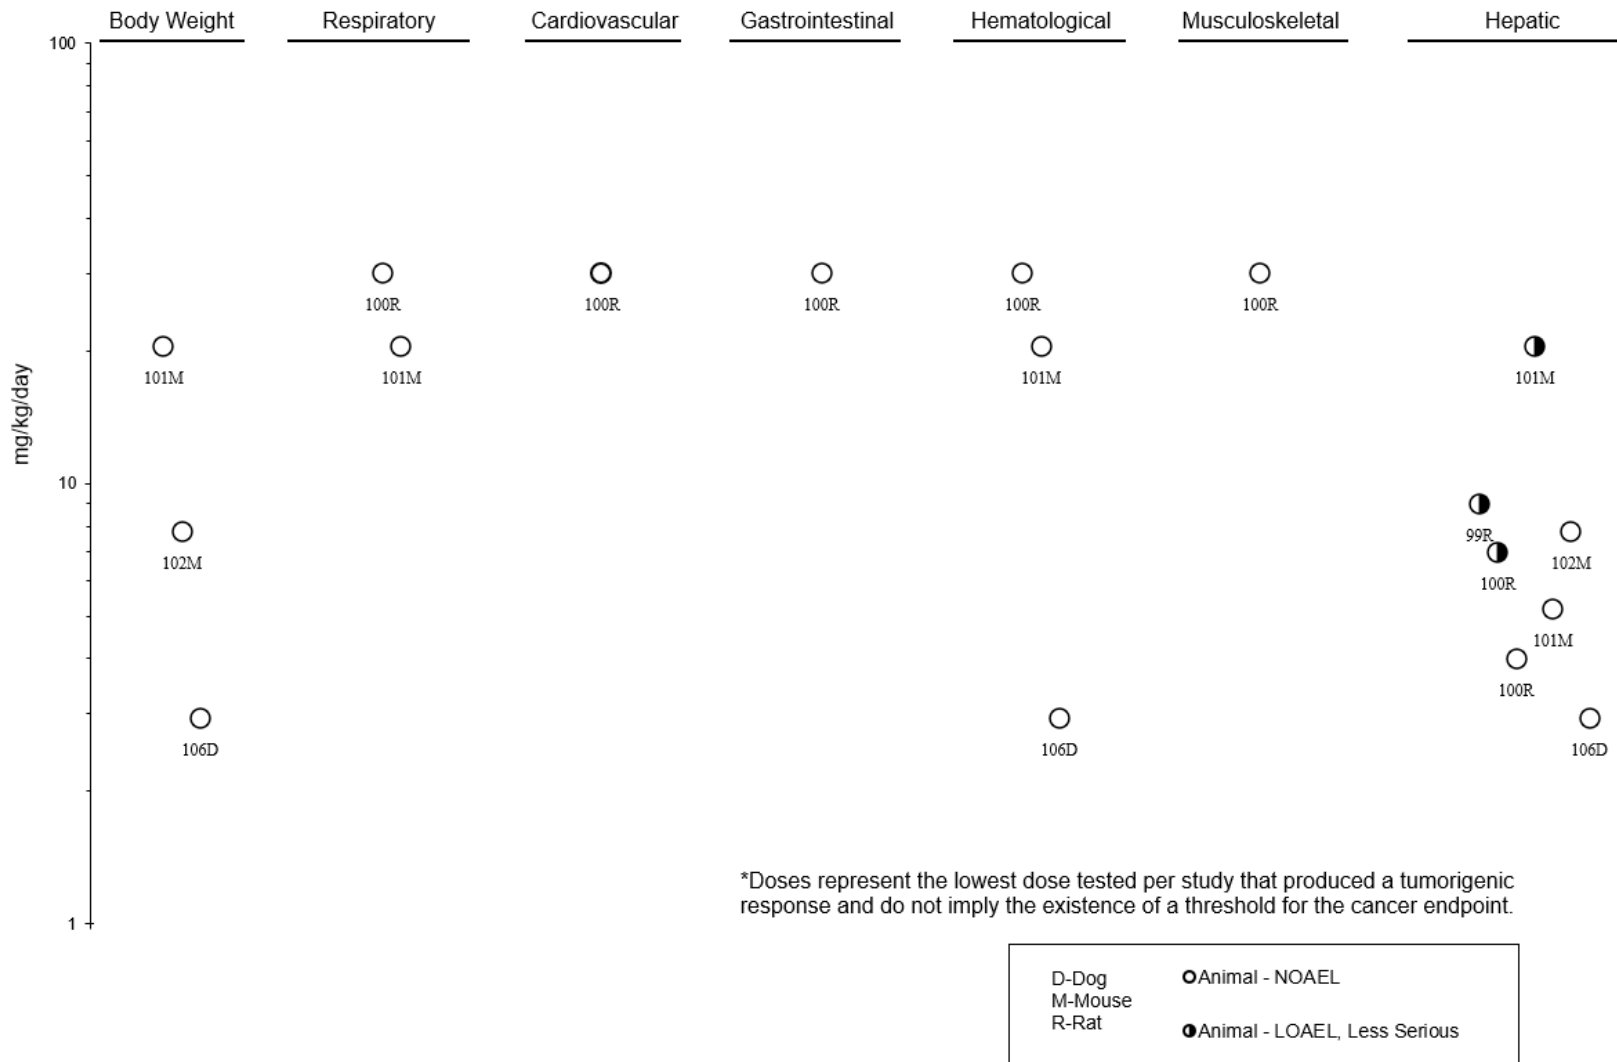 Body Weight Respiratory Cardiovascular Gastrointestinal Hematological Musculoskeletal Hepatic
100
100R 100R 100R 100R 100R
101M 101M 101M 101M
mg/kg/day
10
99R
102M 102M
100R
101M
100R
106D 106D 106D
*Doses represent the lowest dose tested per study that produced a tumorigenic
response and do not imply the existence of a threshold for the cancer endpoint.
1
D-Dog
M-Mouse
R-Rat
Animal - NOAEL
Animal - LOAEL, Less Serious